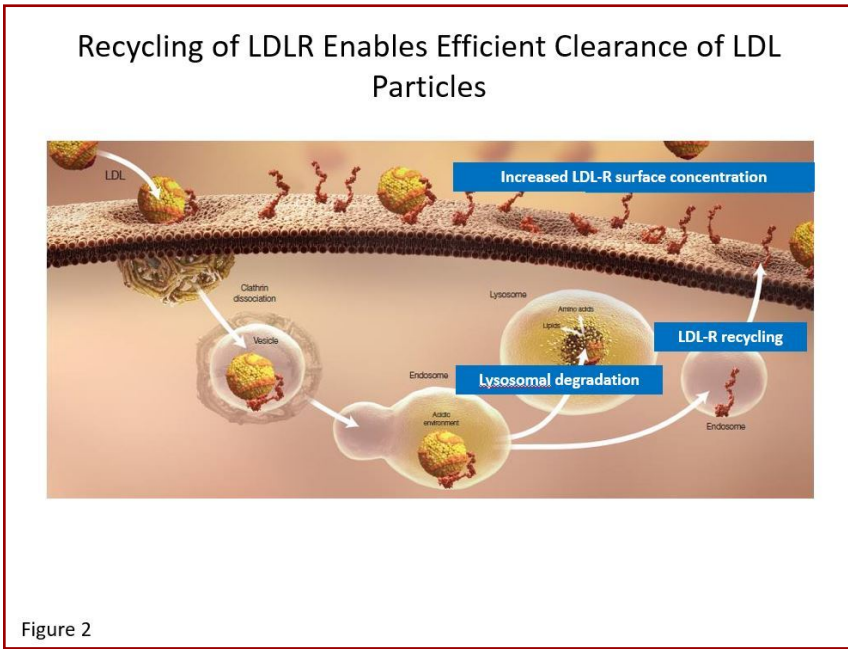 Recycling of LDLR Enables Efficient Clearance of LDL
Particles
LDL
Increased LDL-R surface concentration
Clathrin
dissociation
Vesicle
Lysosome
Amino acids
Lipids
LDL-R recycling
Endosome
Lysosomal degradation
Acidic
environment
Endosome
Figure 2